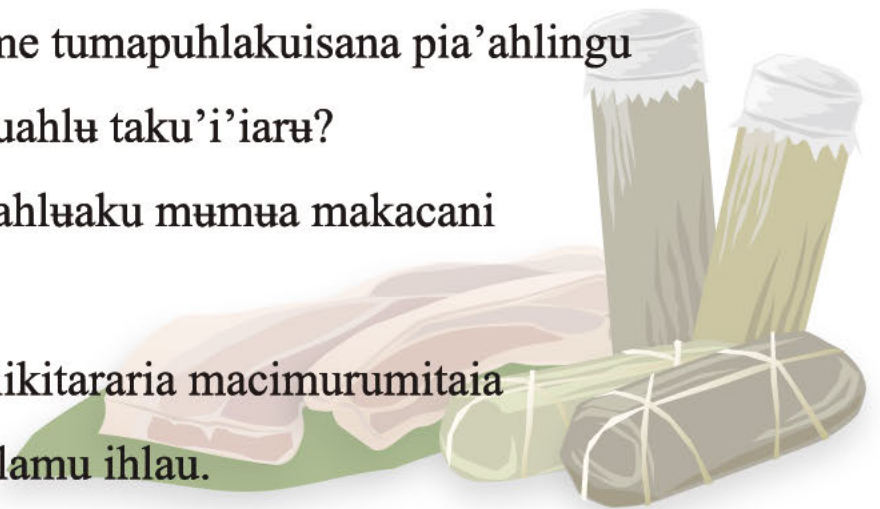 ne tumapuhlakuisana pia’ahlingu
uahlʉ taku’i’iarʉ?
ahlʉaku mʉmʉa makacani
ikitararia macimurumitaia
lamu ihlau.